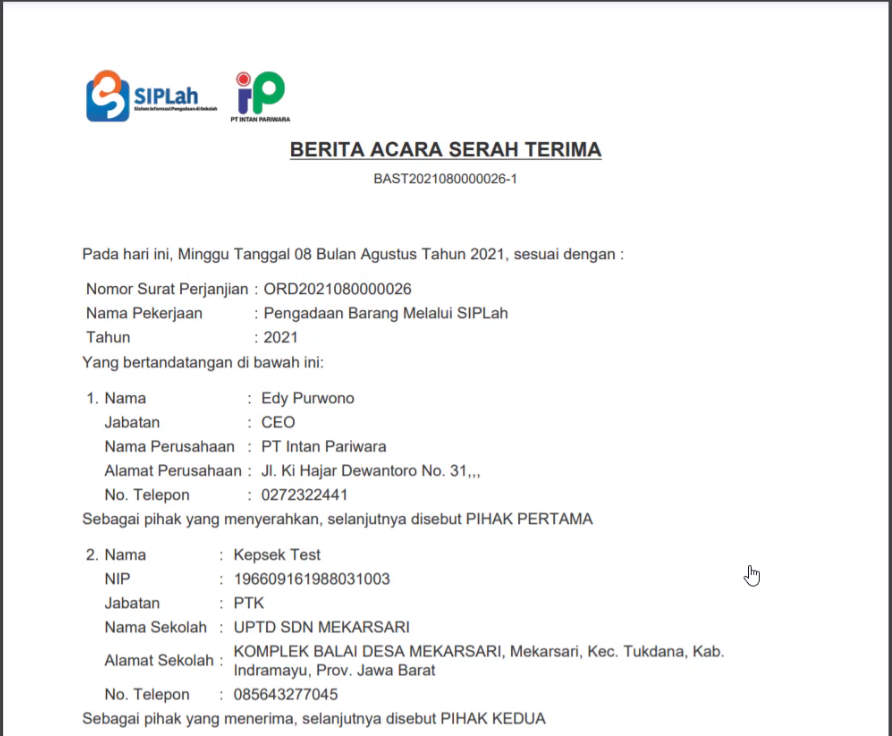 SIPLah
Sistem Informasi Pengadaan di Sekolah
ip
PT INTAN PARIWARA
BERITA ACARA SERAH TERIMA
BAST2021080000026-1
Pada hari ini, Minggu Tanggal 08 Bulan Agustus Tahun 2021, sesuai dengan :
Nomor Surat Perjanjian : ORD2021080000026
Nama Pekerjaan : Pengadaan Barang Melalui SIPLah
Tahun : 2021
Yang bertandatangan di bawah ini:
1. Nama : Edy Purwono
Jabatan : CEO
Nama Perusahaan : PT Intan Pariwara
Alamat Perusahaan : Jl. Ki Hajar Dewantoro No. 31,,,
No. Telepon : 0272322441
Sebagai pihak yang menyerahkan, selanjutnya disebut PIHAK PERTAMA
2. Nama : Kepsek Test
NIP : 196609161988031003
Jabatan : PTK
Nama Sekolah : UPTD SDN MEKARSARI
Alamat Sekolah : KOMPLEK BALAI DESA MEKARSARI, Mekarsari, Kec. Tukdana, Kab.
Indramayu, Prov. Jawa Barat
No. Telepon : 085643277045
Sebagai pihak yang menerima, selanjutnya disebut PIHAK KEDUA